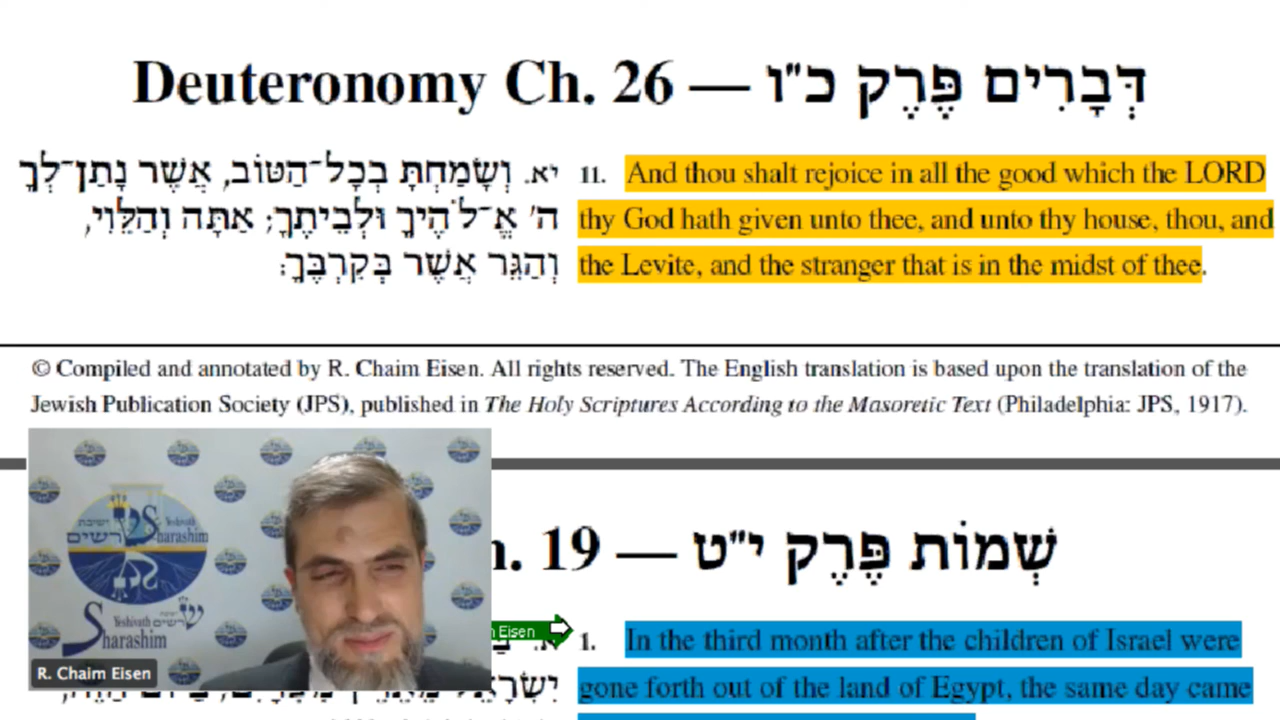 Deuteronomy Ch. 26 — דְּבָרִים פֶּרֶק כ"ו
יא. וְשָׂמַחְתָּ בְכָל־הַטּוֹב, אֲשֶׁר נָתַן־לְךָ
ה' אֱ־לֹהֶיךָ וּלְבֵיתֶךָ; אַתָּה וְהַלֵּוִי,
וְהַגֵּר אֲשֶׁר בְּקִרְבֶּךָ:
11. And thou shalt rejoice in all the good which the LORD
thy God hath given unto thee, and unto thy house, thou, and
the Levite, and the stranger that is in the midst of thee.
© Compiled and annotated by R. Chaim Eisen. All rights reserved. The English translation is based upon the translation of the
Jewish Publication Society (JPS), published in The Holy Scriptures According to the Masoretic Text (Philadelphia: JPS, 1917).
. 19 — שְׁמוֹת פֶּרֶק י"ט
Eisen
1. In the third month after the children of Israel were
gone forth out of the land of Egypt, the same day came
ישיבת שרשים
Yeshivath Sharashim
Yeshivath Sharashim
R. Chaim Eisen